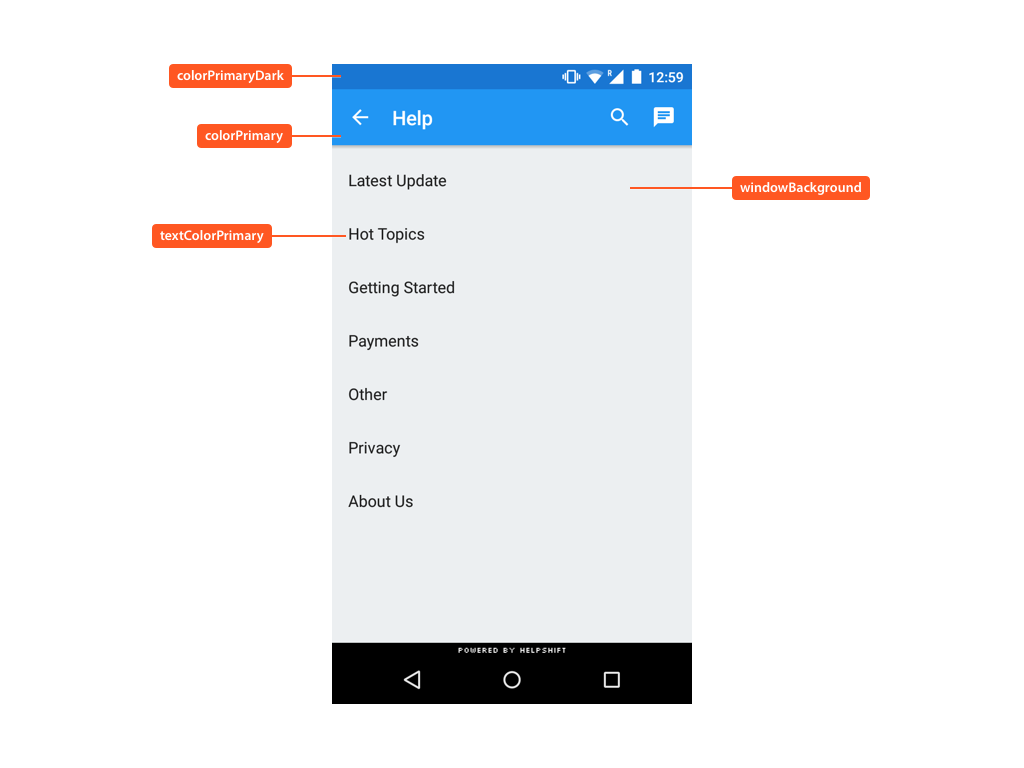 colorPrimaryDark
R
12:59
Help
colorPrimary
Latest Update
windowBackground
textColorPrimary
Hot Topics
Getting Started
Payments
Other
Privacy
About Us
POWERED BY HELPSHIFT